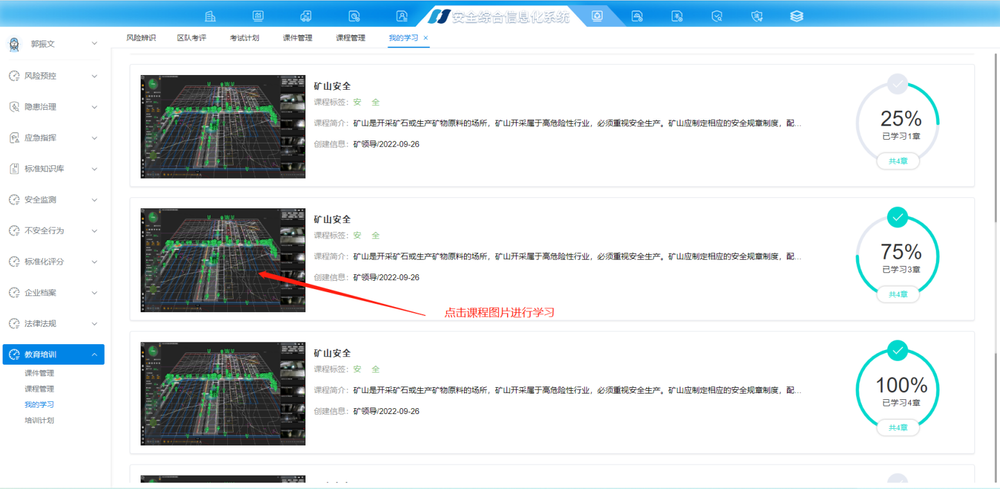 安全综合信息化系统
郭振文
风险辨识 区队考评 考试计划 课件管理 课程管理 我的学习 ×
风险预控
隐患治理
应急指挥
标准知识库
安全监测
不安全行为
标准化评分
企业档案
法律法规
教育培训
课件管理
课程管理
我的学习
培训计划
矿山安全
课程标签：安 全
课程简介：矿山是开采矿石或生产矿物原料的场所，矿山开采属于高危险性行业，必须重视安全生产。矿山应制定相应的安全规章制度，配...
创建信息：矿领导/2022-09-26
25%
已学习1章
共4章
矿山安全
课程标签：安 全
课程简介：矿山是开采矿石或生产矿物原料的场所，矿山开采属于高危险性行业，必须重视安全生产。矿山应制定相应的安全规章制度，配...
创建信息：矿领导/2022-09-26
75%
已学习3章
共4章
点击课程图片进行学习
矿山安全
课程标签：安 全
课程简介：矿山是开采矿石或生产矿物原料的场所，矿山开采属于高危险性行业，必须重视安全生产。矿山应制定相应的安全规章制度，配...
创建信息：矿领导/2022-09-26
100%
已学习4章
共4章